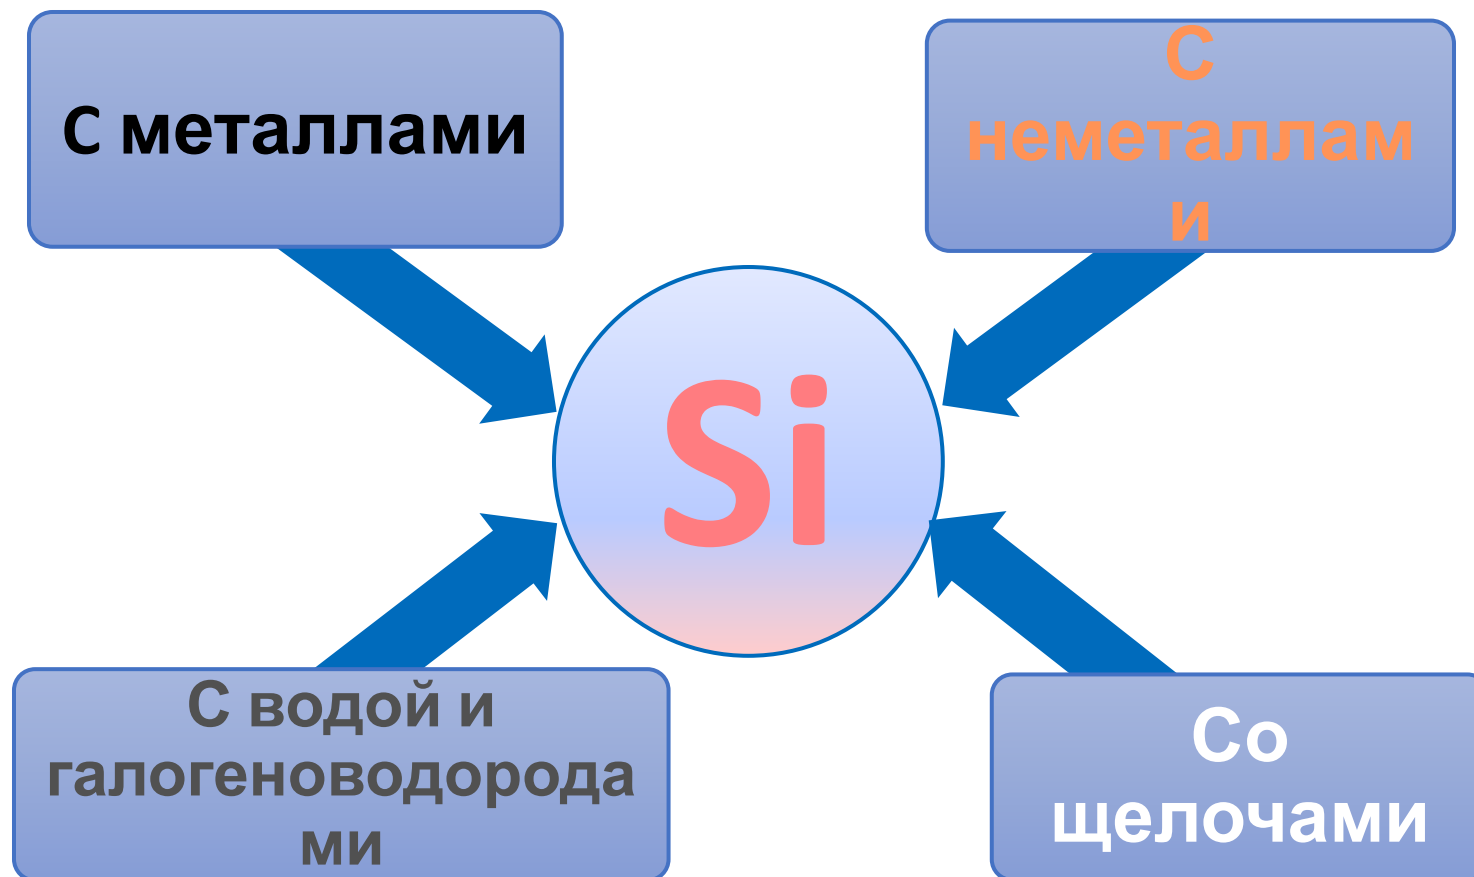 С металлами
С
неметаллам
и
Si
С водой и
галогеноводорода
ми
Со
щелочами